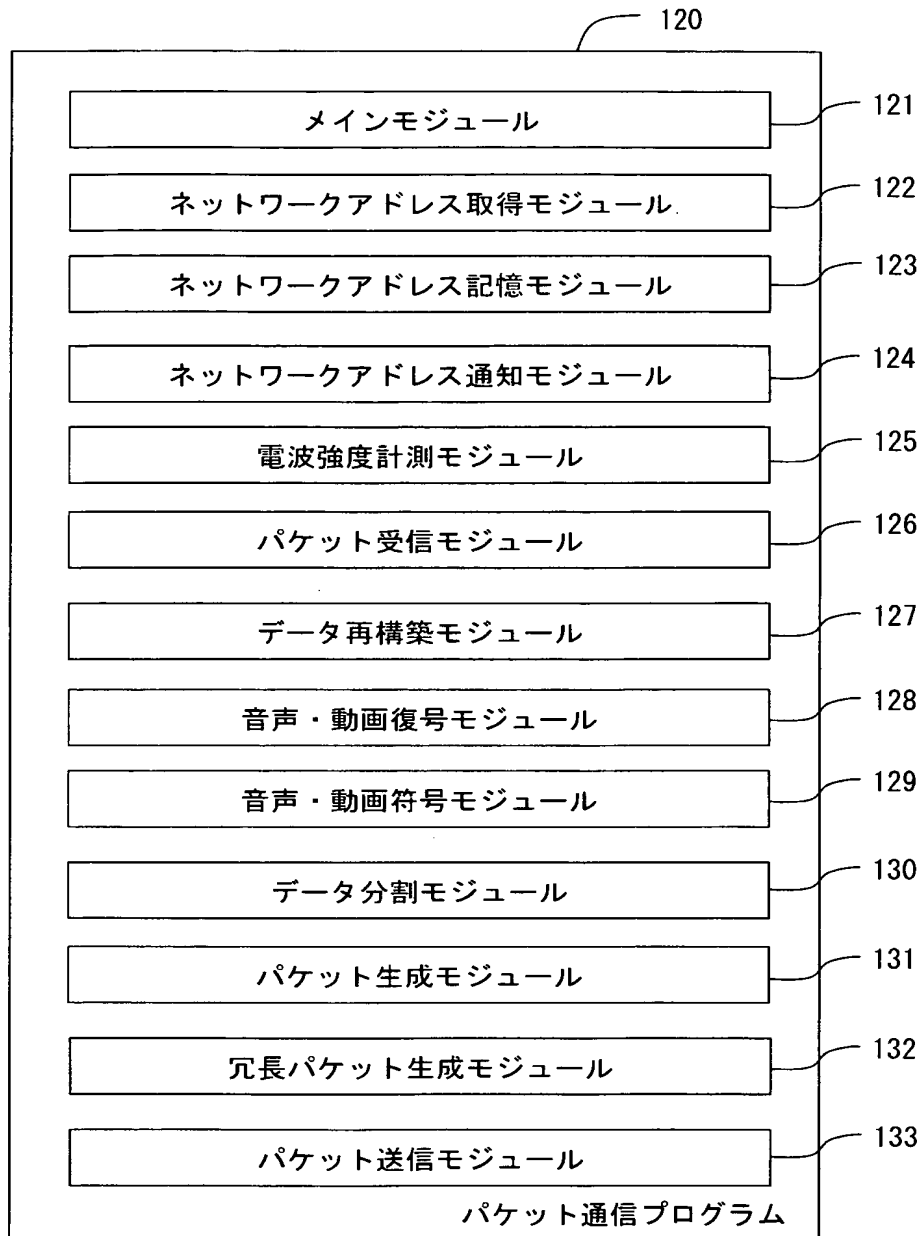 120
メインモジュール 121
ネットワークアドレス取得モジュール 122
ネットワークアドレス記憶モジュール 123
ネットワークアドレス通知モジュール 124
電波強度計測モジュール 125
パケット受信モジュール 126
データ再構築モジュール 127
音声・動画復号モジュール 128
音声・動画符号モジュール 129
データ分割モジュール 130
パケット生成モジュール 131
冗長パケット生成モジュール 132
パケット送信モジュール 133
パケット通信プログラム